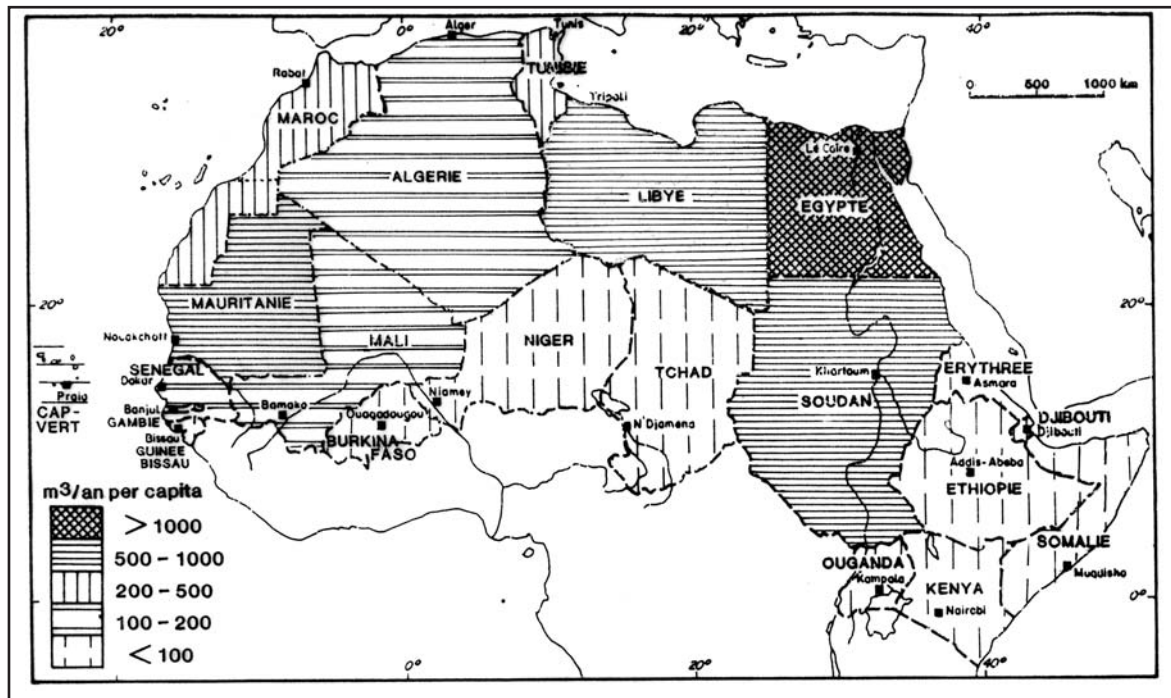 20° 0° 20° 40°
Alger
Tunis
Rabat
TUNISIE
Tripoli
0 500 1000 km
MAROC
Le Caire
ALGERIE
LIBYE
EGYPTE
MAURITANIE
20° 20°
Nouakchott
MALI
NIGER
TCHAD
SENEGAL
Dakar
Praia
CAP-
VERT
Banjul
GAMBIE
Bissau
GUINEE
BISSAU
Bamako
Niamey
Ouagadougou
BURKINA
FASO
N'Djamena
Khartoum
SOUDAN
ERYTHREE
Asmara
DJIBOUTI
Djibouti
Addis-Abeba
ETHIOPIE
SOMALIE
Muqdisho
OUGANDA
Kampala
KENYA
Nairobi
0°
m³/an per capita
> 1000
500 - 1000
200 - 500
100 - 200
< 100
0° 20° 40°